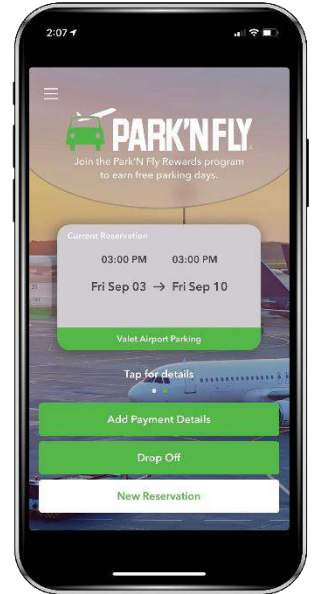 2:07
PARK'N FLY
Join the Park'N Fly Rewards program
to earn free parking days.
Current Reservation
03:00 PM 03:00 PM
Fri Sep 03 → Fri Sep 10
Valet Airport Parking
Tap for details
Add Payment Details
Drop Off
New Reservation